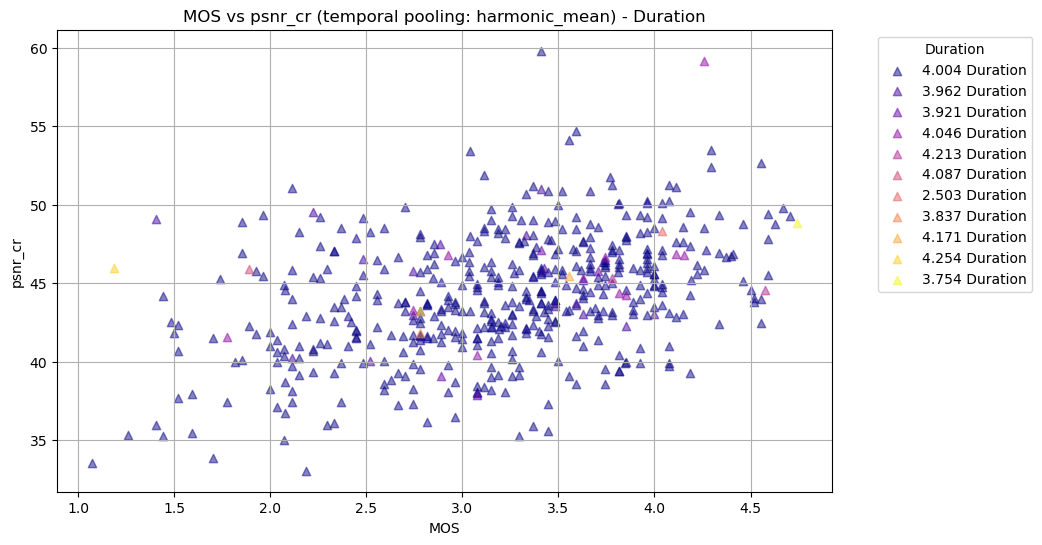 MOS vs psnr_cr (temporal pooling: harmonic_mean) - Duration
psnr_cr
60
55
50
45
40
35
1.0 1.5 2.0 2.5 3.0 3.5 4.0 4.5
MOS
Duration
4.004 Duration
3.962 Duration
3.921 Duration
4.046 Duration
4.213 Duration
4.087 Duration
2.503 Duration
3.837 Duration
4.171 Duration
4.254 Duration
3.754 Duration